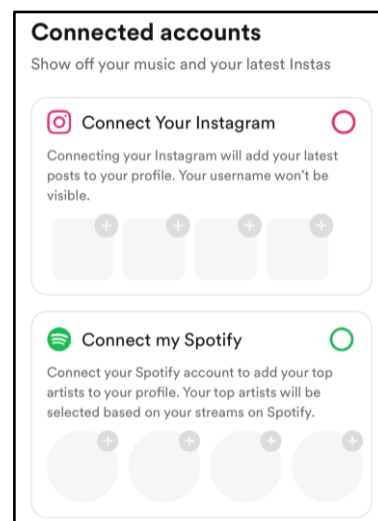 Connected accounts
Show off your music and your latest Instas
Connect Your Instagram
Connecting your Instagram will add your latest
posts to your profile. Your username won't be
visible.
Connect my Spotify
Connect your Spotify account to add your top
artists to your profile. Your top artists will be
selected based on your streams on Spotify.